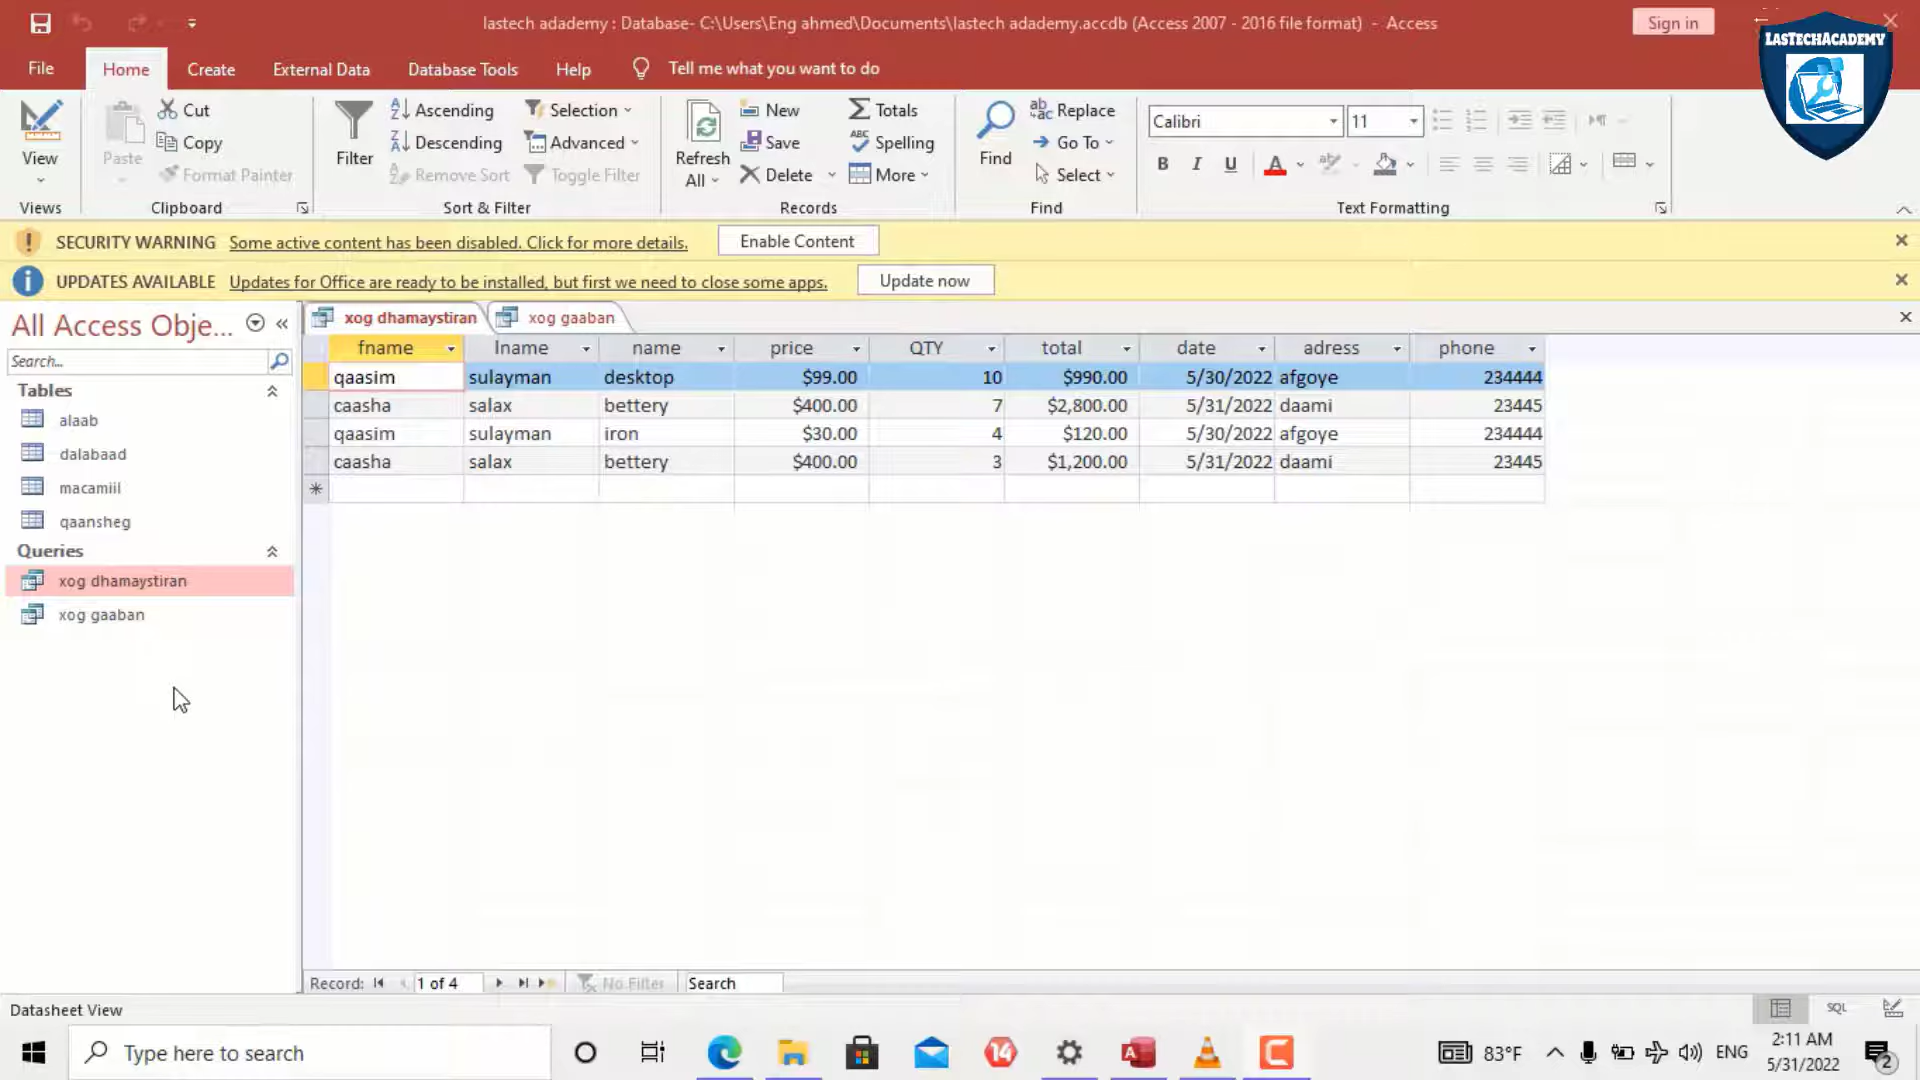 lastech adademy : Database- C:\Users\Eng ahmed\Documents\lastech adademy.accdb (Access 2007 - 2016 file format) - Access
Sign in
LASTECHACADEMY
File Home Create External Data Database Tools Help Tell me what you want to do
View
Views
Paste
Cut
Copy
Format Painter
Clipboard
Filter
Ascending
Descending
Remove Sort
Selection
Advanced
Toggle Filter
Sort & Filter
Refresh All
New
Save
Delete
Totals
Spelling
More
Records
Find
Replace
Go To
Select
Find
Calibri 11
B I U A
Text Formatting
SECURITY WARNING Some active content has been disabled. Click for more details. Enable Content
UPDATES AVAILABLE Updates for Office are ready to be installed, but first we need to close some apps. Update now
All Access Obje...
Search...
Tables
alaab
dalabaad
macamiil
qaansheg
Queries
xog dhamaystiran
xog gaaban
xog dhamaystiran xog gaaban
fname lname name price QTY total date adress phone
qaasim sulayman desktop $99.00 10 $990.00 5/30/2022 afgoye 234444
caasha salax bettery $400.00 7 $2,800.00 5/31/2022 daami 23445
qaasim sulayman iron $30.00 4 $120.00 5/30/2022 afgoye 234444
caasha salax bettery $400.00 3 $1,200.00 5/31/2022 daami 23445
Record: 1 of 4 No Filter Search
Datasheet View SQL
Type here to search
14
83°F ENG
2:11 AM
5/31/2022
2